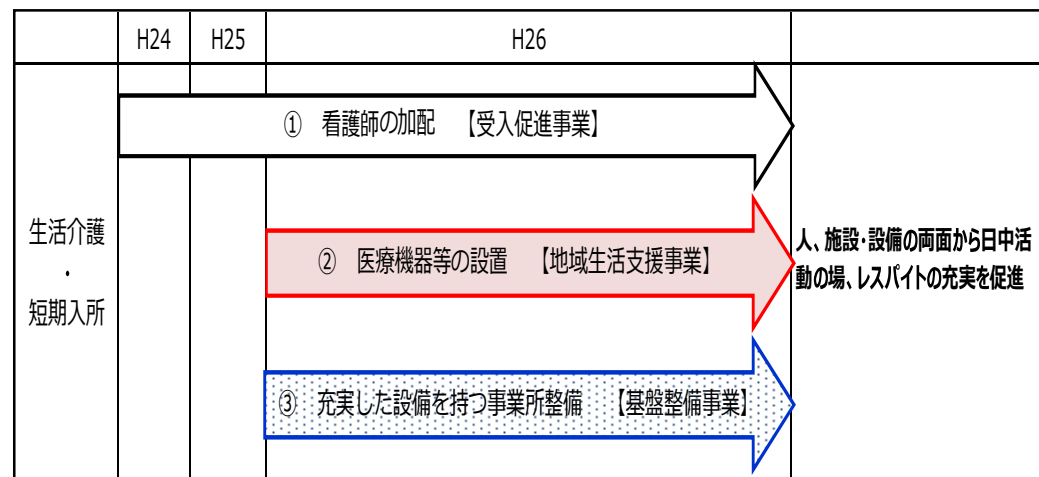 H24 H25 H26
① 看護師の加配 【受入促進事業】
生活介護
・
短期入所
② 医療機器等の設置 【地域生活支援事業】
③ 充実した設備を持つ事業所整備 【基盤整備事業】
人、施設・設備の両面から日中活
動の場、レスパイトの充実を促進